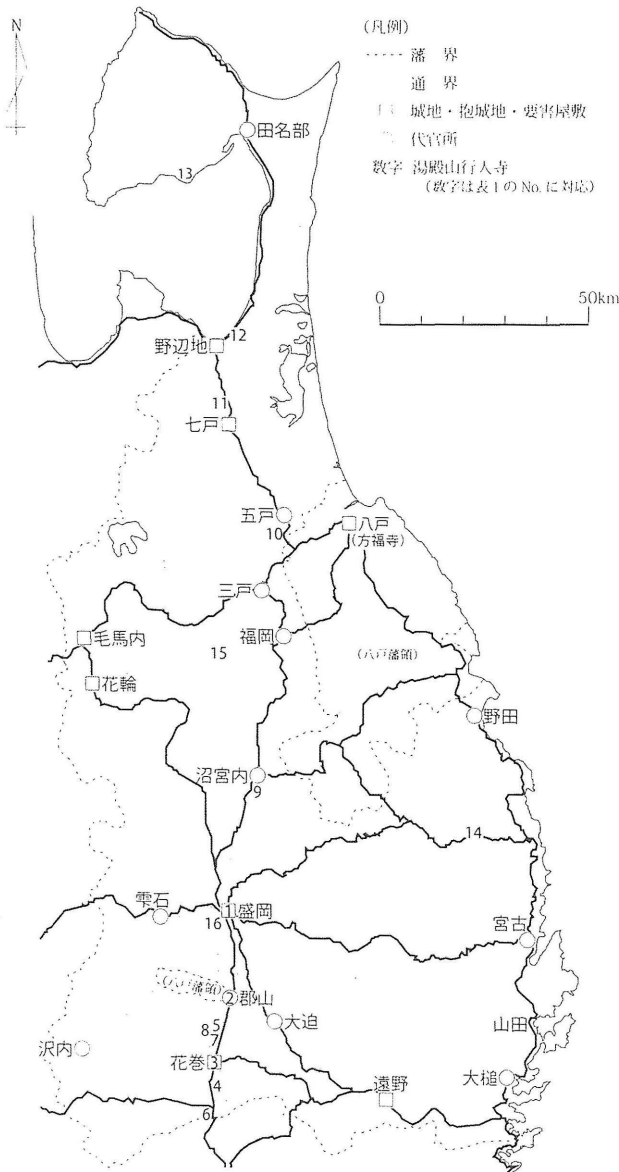 N
(凡例)
藩 界
通 界
城地・抱城地・要害屋敷
代官所
数字 湯殿山行人寺
(数字は表1の No. に対応)
0 50km
田名部
13
12
野辺地
11
七戸
五戸
10
八戸
(方福寺)
三戸
福岡
毛馬内
15
(八戸藩領)
花輪
野田
沼宮内
9
14
雫石
1 盛岡
16
宮古
(八戸藩領)
2 郡山
大迫
5
8
7
山田
沢内
花巻 3
4
大槌
遠野
6